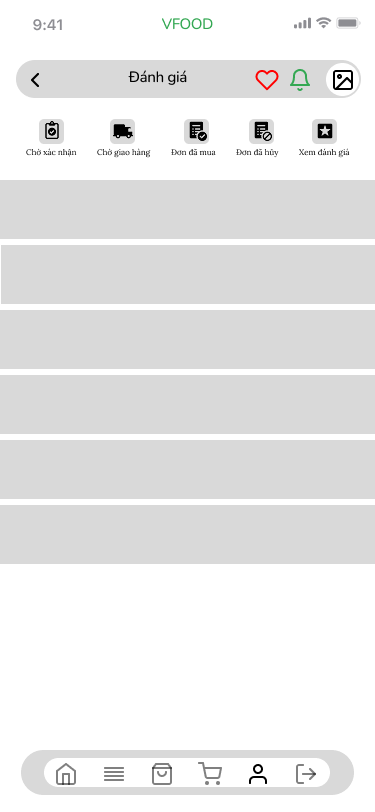 9:41
VFOOD
Đánh giá
Chờ xác nhận
Chờ giao hàng
Đơn đã mua
Đơn đã hủy
Xem đánh giá